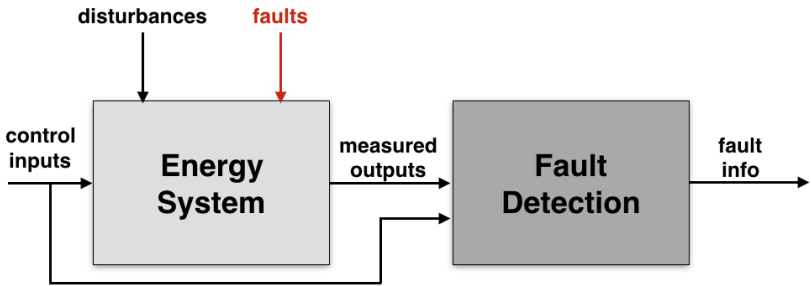 disturbances
faults
control
inputs
Energy
System
measured
outputs
Fault
Detection
fault
info